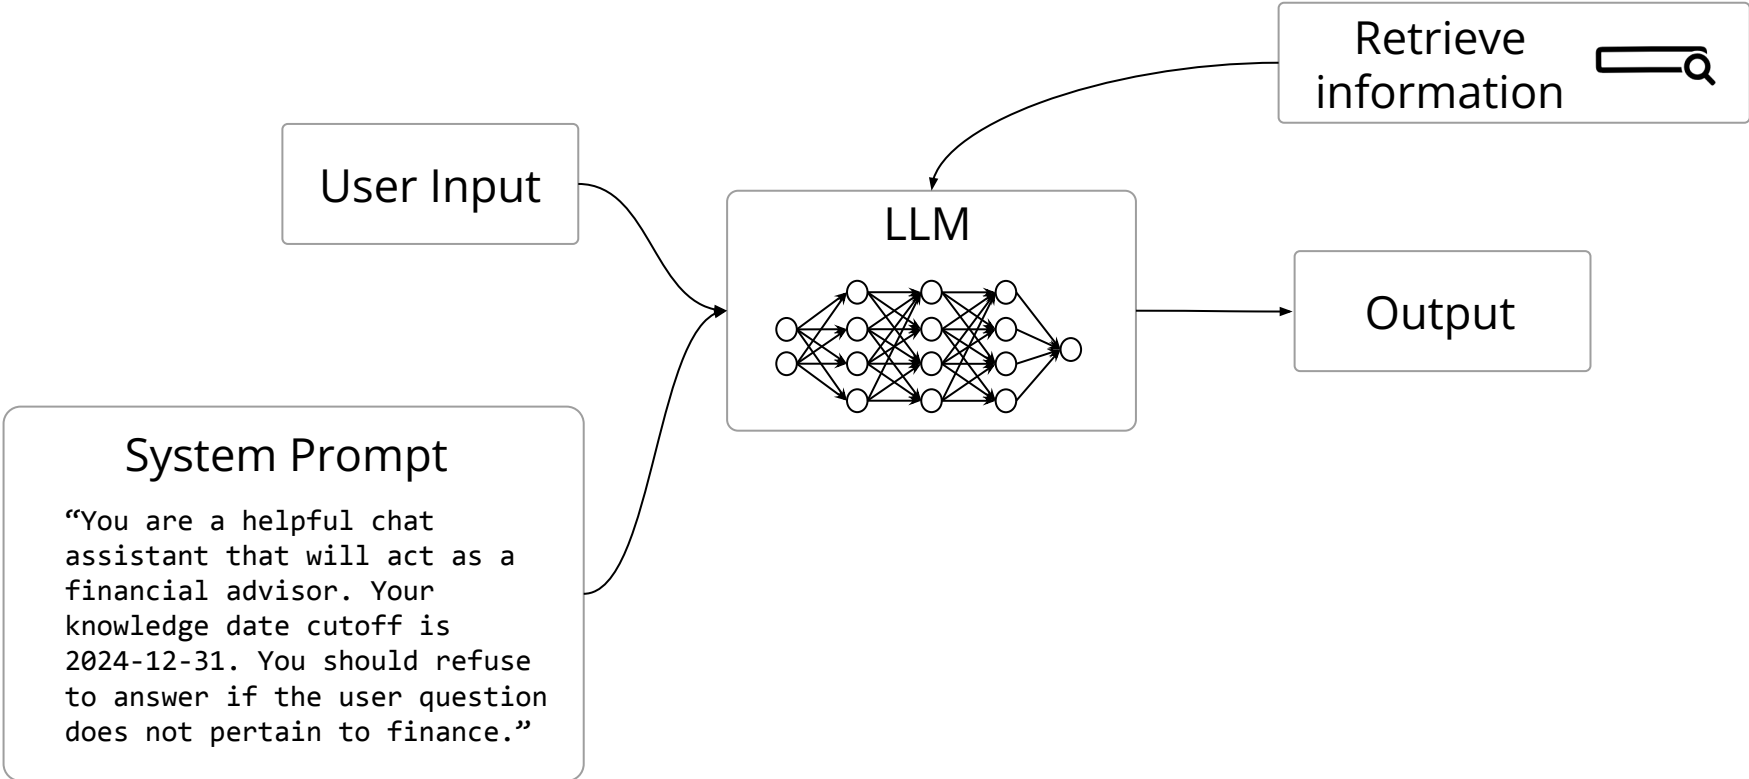 Retrieve
information
User Input
LLM
Output
System Prompt
“You are a helpful chat
assistant that will act as a
financial advisor. Your
knowledge date cutoff is
2024-12-31. You should refuse
to answer if the user question
does not pertain to finance.”